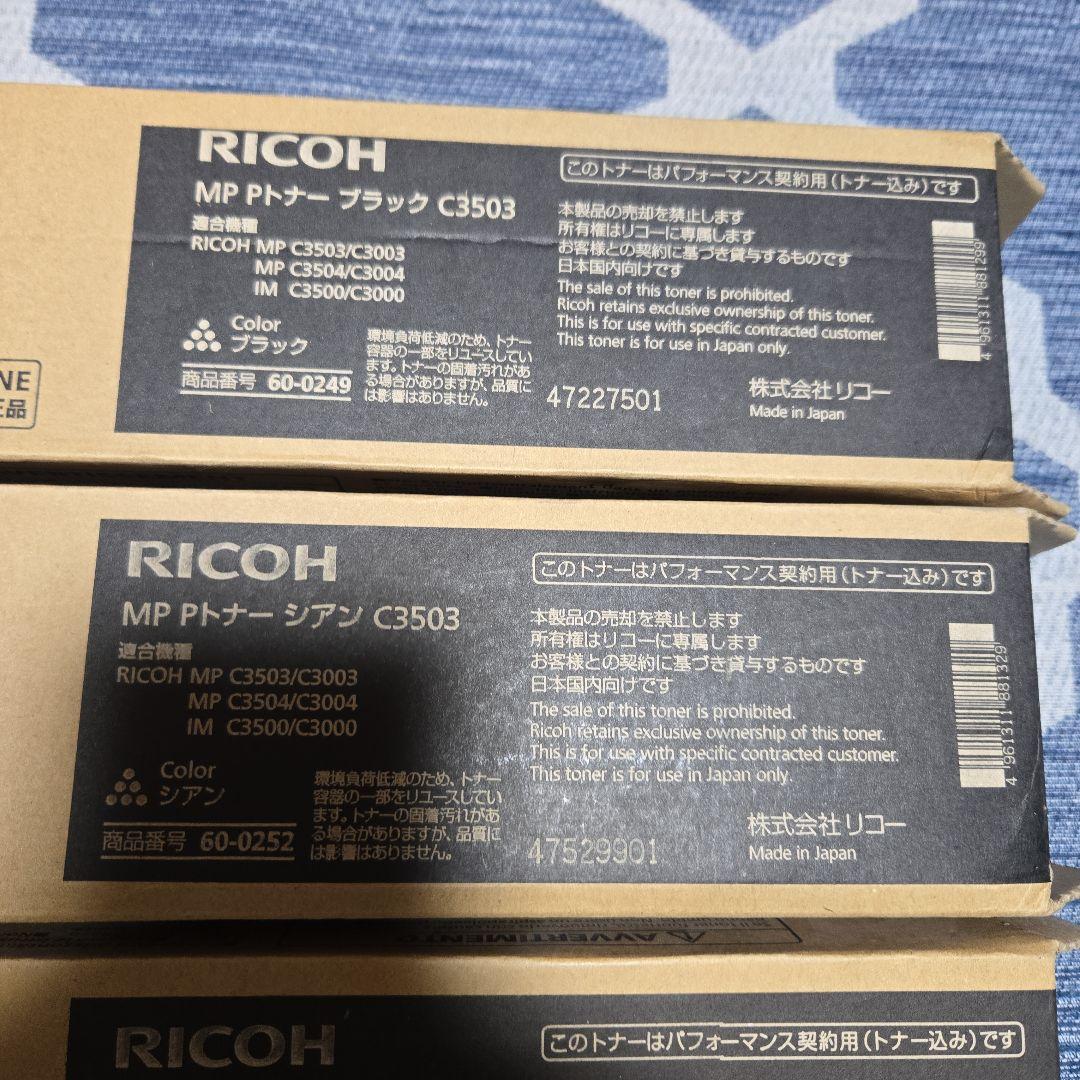 RICOH
MP Pトナー ブラック C3503
適合機種
RICOH MP C3503/C3003
MP C3504/C3004
IM C3500/C3000
Color
ブラック
商品番号 60-0249
環境負荷低減のため、トナー
容器の一部をリユースしてい
ます。トナーの固着汚れがあ
る場合がありますが、品質に
は影響はありません。
このトナーはパフォーマンス契約用(トナー込み)です
本製品の売却を禁止します
所有権はリコーに専属します
お客様との契約に基づき貸与するものです
日本国内向けです
The sale of this toner is prohibited.
Ricoh retains exclusive ownership of this toner.
This is for use with specific contracted customer.
This toner is for use in Japan only.
47227501
株式会社リコー
Made in Japan
4 961311 881299
NE
正品
RICOH
MP Pトナー シアン C3503
適合機種
RICOH MP C3503/C3003
MP C3504/C3004
IM C3500/C3000
Color
シアン
商品番号 60-0252
環境負荷低減のため、トナー
容器の一部をリユースしてい
ます。トナーの固着汚れがあ
る場合がありますが、品質に
は影響はありません。
このトナーはパフォーマンス契約用(トナー込み)です
本製品の売却を禁止します
所有権はリコーに専属します
お客様との契約に基づき貸与するものです
日本国内向けです
The sale of this toner is prohibited.
Ricoh retains exclusive ownership of this toner.
This is for use with specific contracted customer.
This toner is for use in Japan only.
47529901
株式会社リコー
Made in Japan
4 961311 881329
AVVERTIMENTO
RICOH
このトナーはパフォーマンス契約用(トナー込み)です